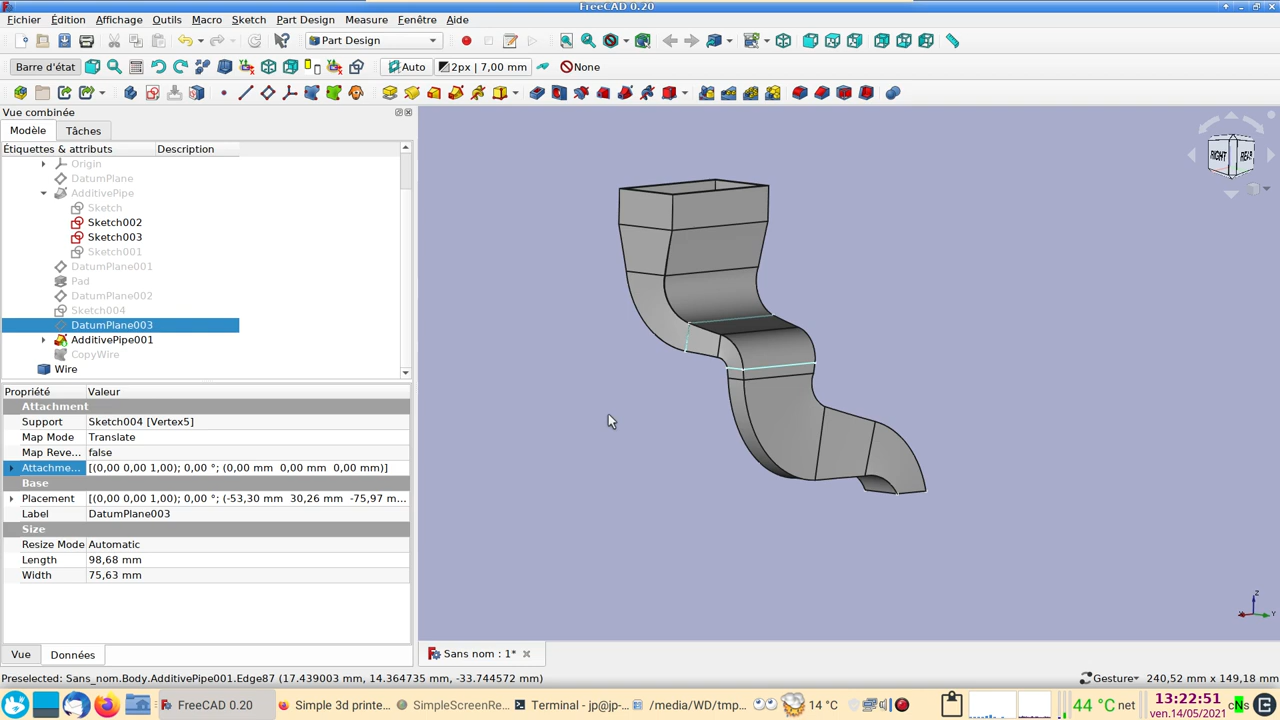 FreeCAD 0.20
Fichier Édition Affichage Outils Macro Sketch Part Design Measure Fenêtre Aide
Part Design
Barre d'état Auto 2px | 7,00 mm None
Vue combinée
Modèle Tâches
Étiquettes & attributs Description
Origin
DatumPlane
AdditivePipe
Sketch
Sketch002
Sketch003
Sketch001
DatumPlane001
Pad
DatumPlane002
Sketch004
DatumPlane003
AdditivePipe001
CopyWire
Wire
RIGHT REAR
Propriété Valeur
Attachment
Support Sketch004 [Vertex5]
Map Mode Translate
Map Reve... false
Attachme... [(0,00 0,00 1,00); 0,00 °; (0,00 mm 0,00 mm 0,00 mm)]
Base
Placement [(0,00 0,00 1,00); 0,00 °; (-53,30 mm 30,26 mm -75,97 m...
Label DatumPlane003
Size
Resize Mode Automatic
Length 98,68 mm
Width 75,63 mm
Z
X
Y
Vue Données
Sans nom : 1*
Preselected: Sans_nom.Body.AdditivePipe001.Edge87 (17.439003 mm, 14.364735 mm, -33.744572 mm)
Gesture 240,52 mm x 149,18 mm
FreeCAD 0.20 Simple 3d printe... SimpleScreenRe... Terminal - jp@jp-... /media/WD/tmp... 14 °C 44 °C net 13:22:51
ven.14/05/2021